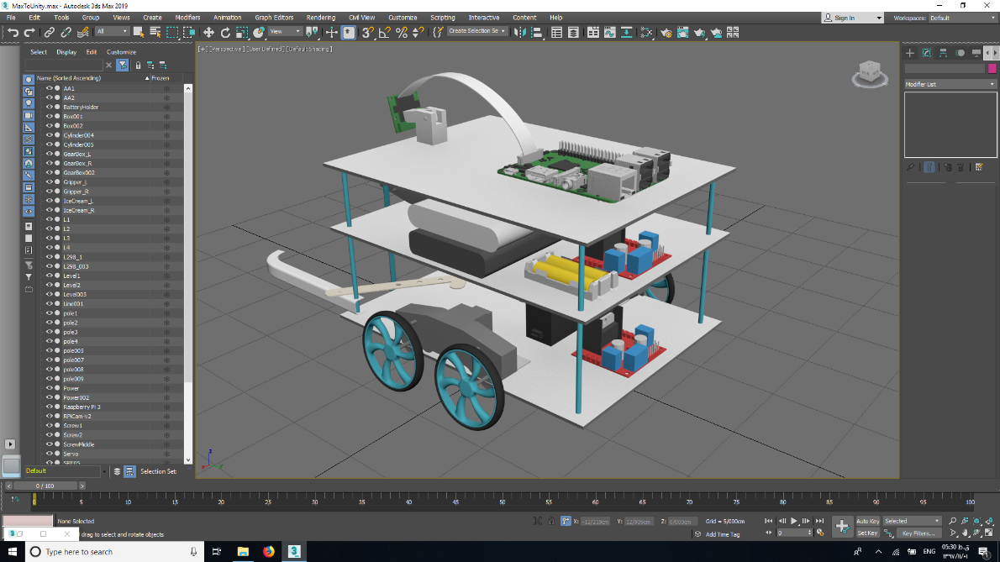 MaxToUnity.max - Autodesk 3ds Max 2019
File Edit Tools Group Views Create Modifiers Animation Graph Editors Rendering Civil View Customize Scripting Interactive Content Help
Sign In Workspaces: Default
All View Create Selection Se
Select Display Edit Customize
[+] [Perspective] [User Defined] [Default Shading]
Name (Sorted Ascending) Frozen
AA1
AA2
BatteryHolder
Box001
Box002
Cylinder004
Cylinder005
GearBox_L
GearBox_R
GearBox002
Gripper_L
Gripper_R
IceCream_L
IceCream_R
L1
L2
L3
L4
L298_1
L298_003
Level1
Level2
Level003
Line001
pole1
pole2
pole3
pole4
pole005
pole007
pole008
pole009
Power
Power002
Raspberry Pi 3
RPiCam-v2
Screw1
Screw2
ScrewMiddle
Servo
Modifier List
z
Default Selection Set:
0 / 100
0 5 10 15 20 25 30 35 40 45 50 55 60 65 70 75 80 85 90 95 100
None Selected X: -12/219cm Y: 12/909cm Z: 0/000cm Grid = 5/000cm
Auto Key Selected
drag to select and rotate objects Add Time Tag 0 Set Key Key Filters...
Type here to search
ENG
05:30 ق.ظ